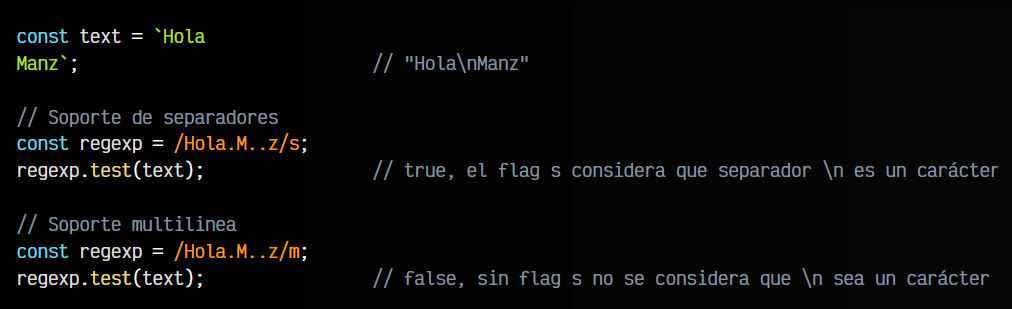 const text = `Hola
Manz`; // "Hola\nManz"
// Soporte de separadores
const regexp = /Hola.M..z/s;
regexp.test(text); // true, el flag s considera que separador \n es un carácter
// Soporte multilinea
const regexp = /Hola.M..z/m;
regexp.test(text); // false, sin flag s no se considera que \n sea un carácter